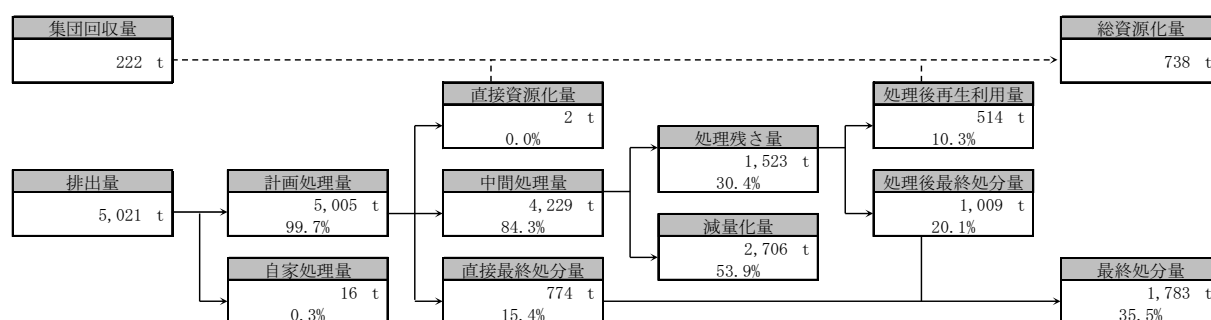 集団回収量
222 t
総資源化量
738 t
直接資源化量
2 t
0.0%
処理後再生利用量
514 t
10.3%
処理残さ量
1,523 t
30.4%
排出量
5,021 t
計画処理量
5,005 t
99.7%
中間処理量
4,229 t
84.3%
処理後最終処分量
1,009 t
20.1%
減量化量
2,706 t
53.9%
自家処理量
16 t
0.3%
直接最終処分量
774 t
15.4%
最終処分量
1,783 t
35.5%